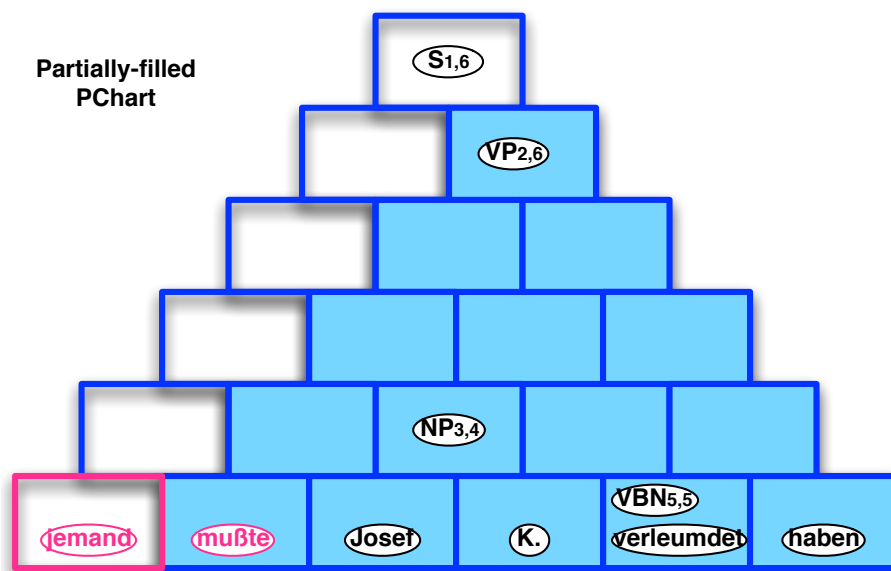 Partially-filled
PChart
S1,6
VP2,6
NP3,4
VBN5,5
jemand mußte Josef K. verleumdet haben